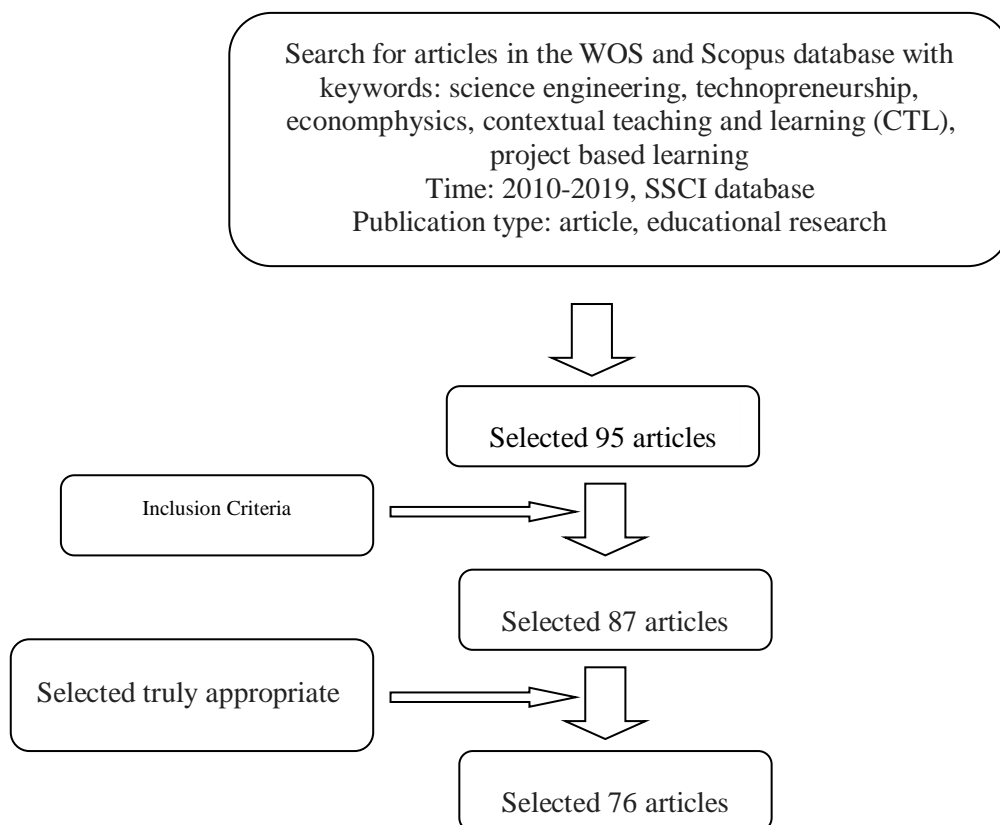 Search for articles in the WOS and Scopus database with
keywords: science engineering, technopreneurship,
economphysics, contextual teaching and learning (CTL),
project based learning
Time: 2010-2019, SSCI database
Publication type: article, educational research
Selected 95 articles
Inclusion Criteria
Selected 87 articles
Selected truly appropriate
Selected 76 articles